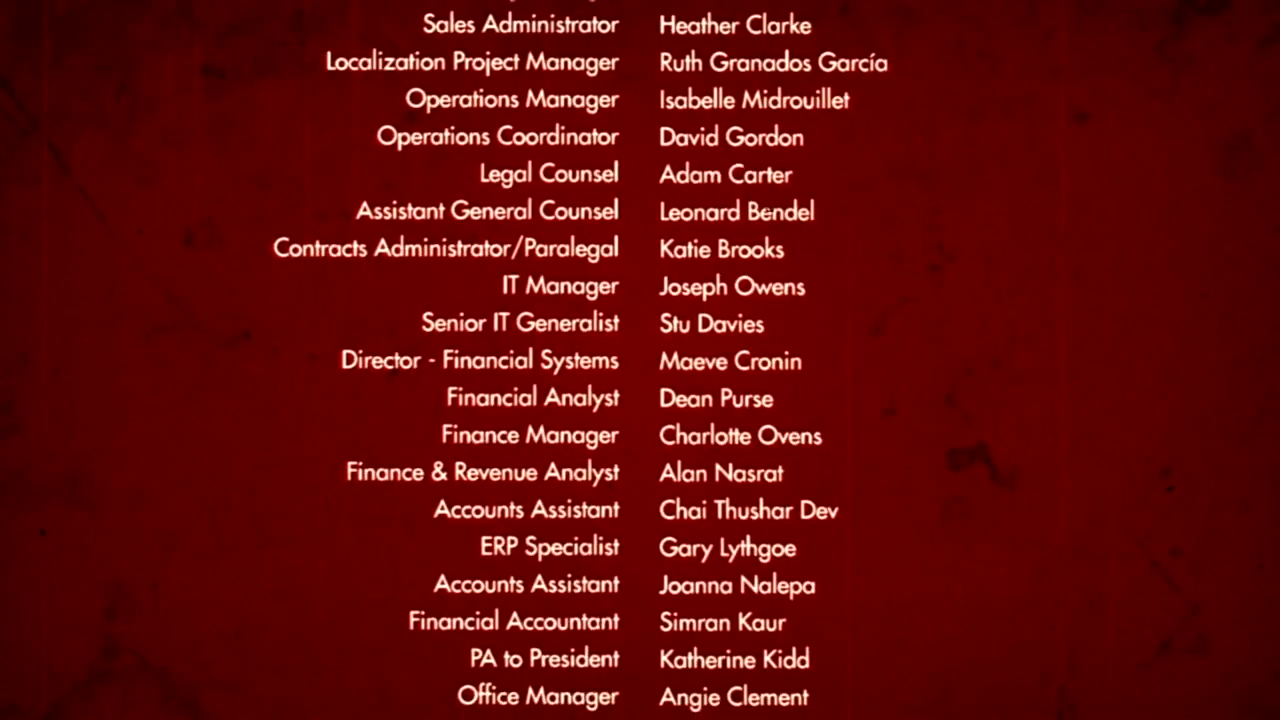 Sales Administrator Heather Clarke
Localization Project Manager Ruth Granados García
Operations Manager Isabelle Midrouillet
Operations Coordinator David Gordon
Legal Counsel Adam Carter
Assistant General Counsel Leonard Bendel
Contracts Administrator/Paralegal Katie Brooks
IT Manager Joseph Owens
Senior IT Generalist Stu Davies
Director - Financial Systems Maeve Cronin
Financial Analyst Dean Purse
Finance Manager Charlotte Ovens
Finance & Revenue Analyst Alan Nasrat
Accounts Assistant Chai Thushar Dev
ERP Specialist Gary Lythgoe
Accounts Assistant Joanna Nalepa
Financial Accountant Simran Kaur
PA to President Katherine Kidd
Office Manager Angie Clement